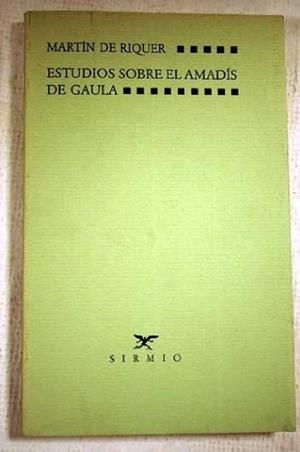 MARTÍN DE RIQUER
ESTUDIOS SOBRE EL AMADÍS
DE GAULA
SIRMIO